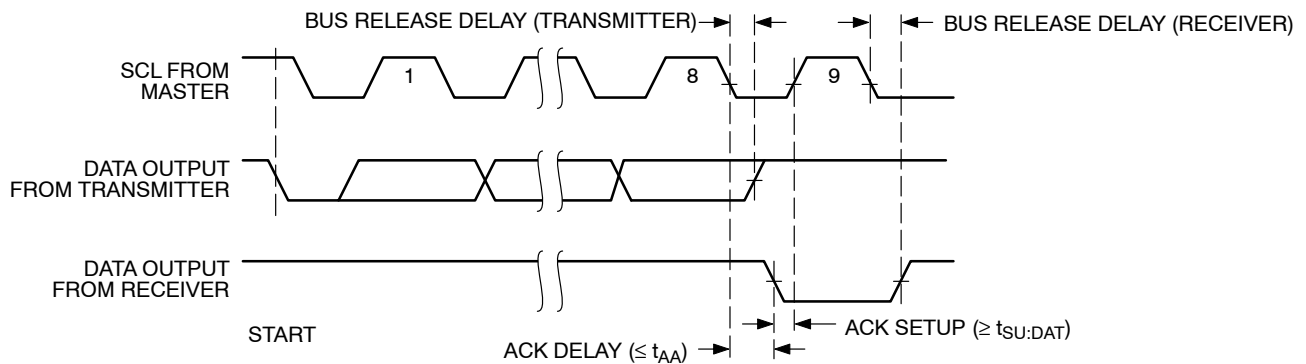 BUS RELEASE DELAY (TRANSMITTER)
BUS RELEASE DELAY (RECEIVER)
SCL FROM
MASTER
1
8
9
DATA OUTPUT
FROM TRANSMITTER
DATA OUTPUT
FROM RECEIVER
START
ACK SETUP (≥ tSU:DAT)
ACK DELAY (≤ tAA)